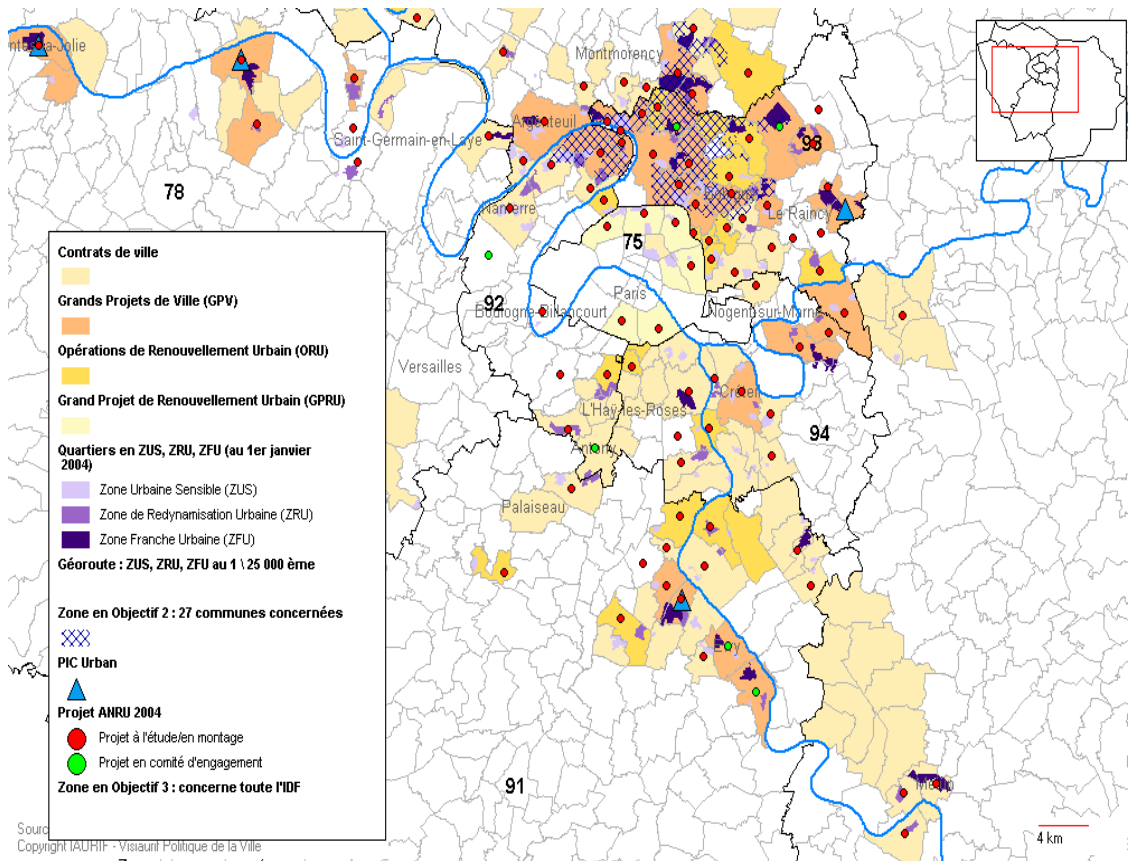 Montmorency
Argenteuil
Saint-Germain-en-Laye
93
78
Nanterre
Le Raincy
75
Paris
92
Boulogne-Billancourt
Nogent-sur-Marne
Versailles
Créteil
L'Haÿ-les-Roses
94
Antony
Palaiseau
Evry
91
Melun
4 km
Contrats de ville
Grands Projets de Ville (GPV)
Opérations de Renouvellement Urbain (ORU)
Grand Projet de Renouvellement Urbain (GPRU)
Quartiers en ZUS, ZRU, ZFU (au 1er janvier
2004)
Zone Urbaine Sensible (ZUS)
Zone de Redynamisation Urbaine (ZRU)
Zone Franche Urbaine (ZFU)
Géoroute : ZUS, ZRU, ZFU au 1 \ 25 000 ème
Zone en Objectif 2 : 27 communes concernées
PIC Urban
Projet ANRU 2004
Projet à l'étude/en montage
Projet en comité d'engagement
Zone en Objectif 3 : concerne toute l'IDF
Copyright IAURIF - Visiaurif Politique de la Ville